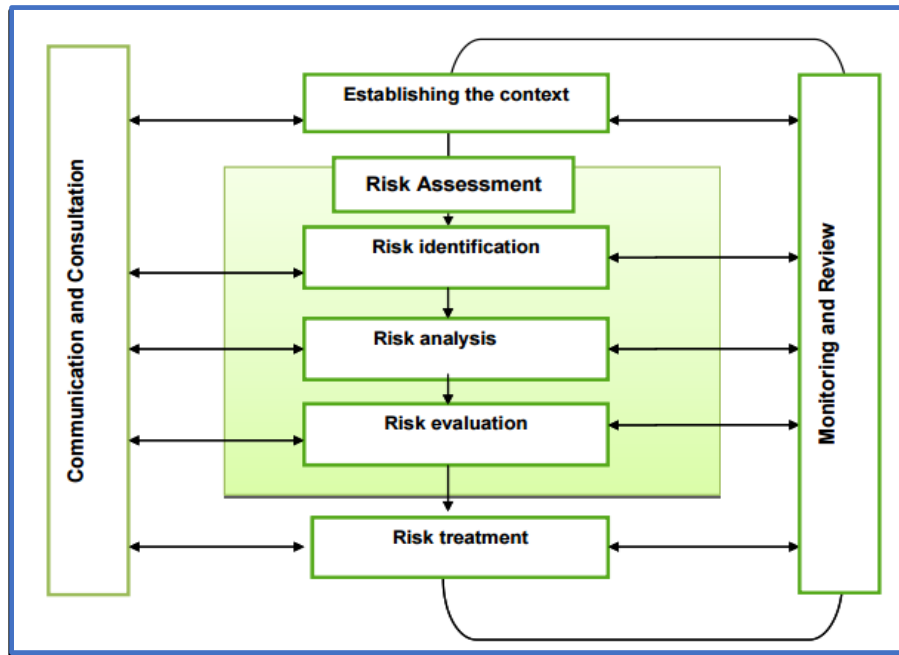 Establishing the context
Risk Assessment
Risk identification
Risk analysis
Risk evaluation
Risk treatment
Communication and Consultation
Monitoring and Review